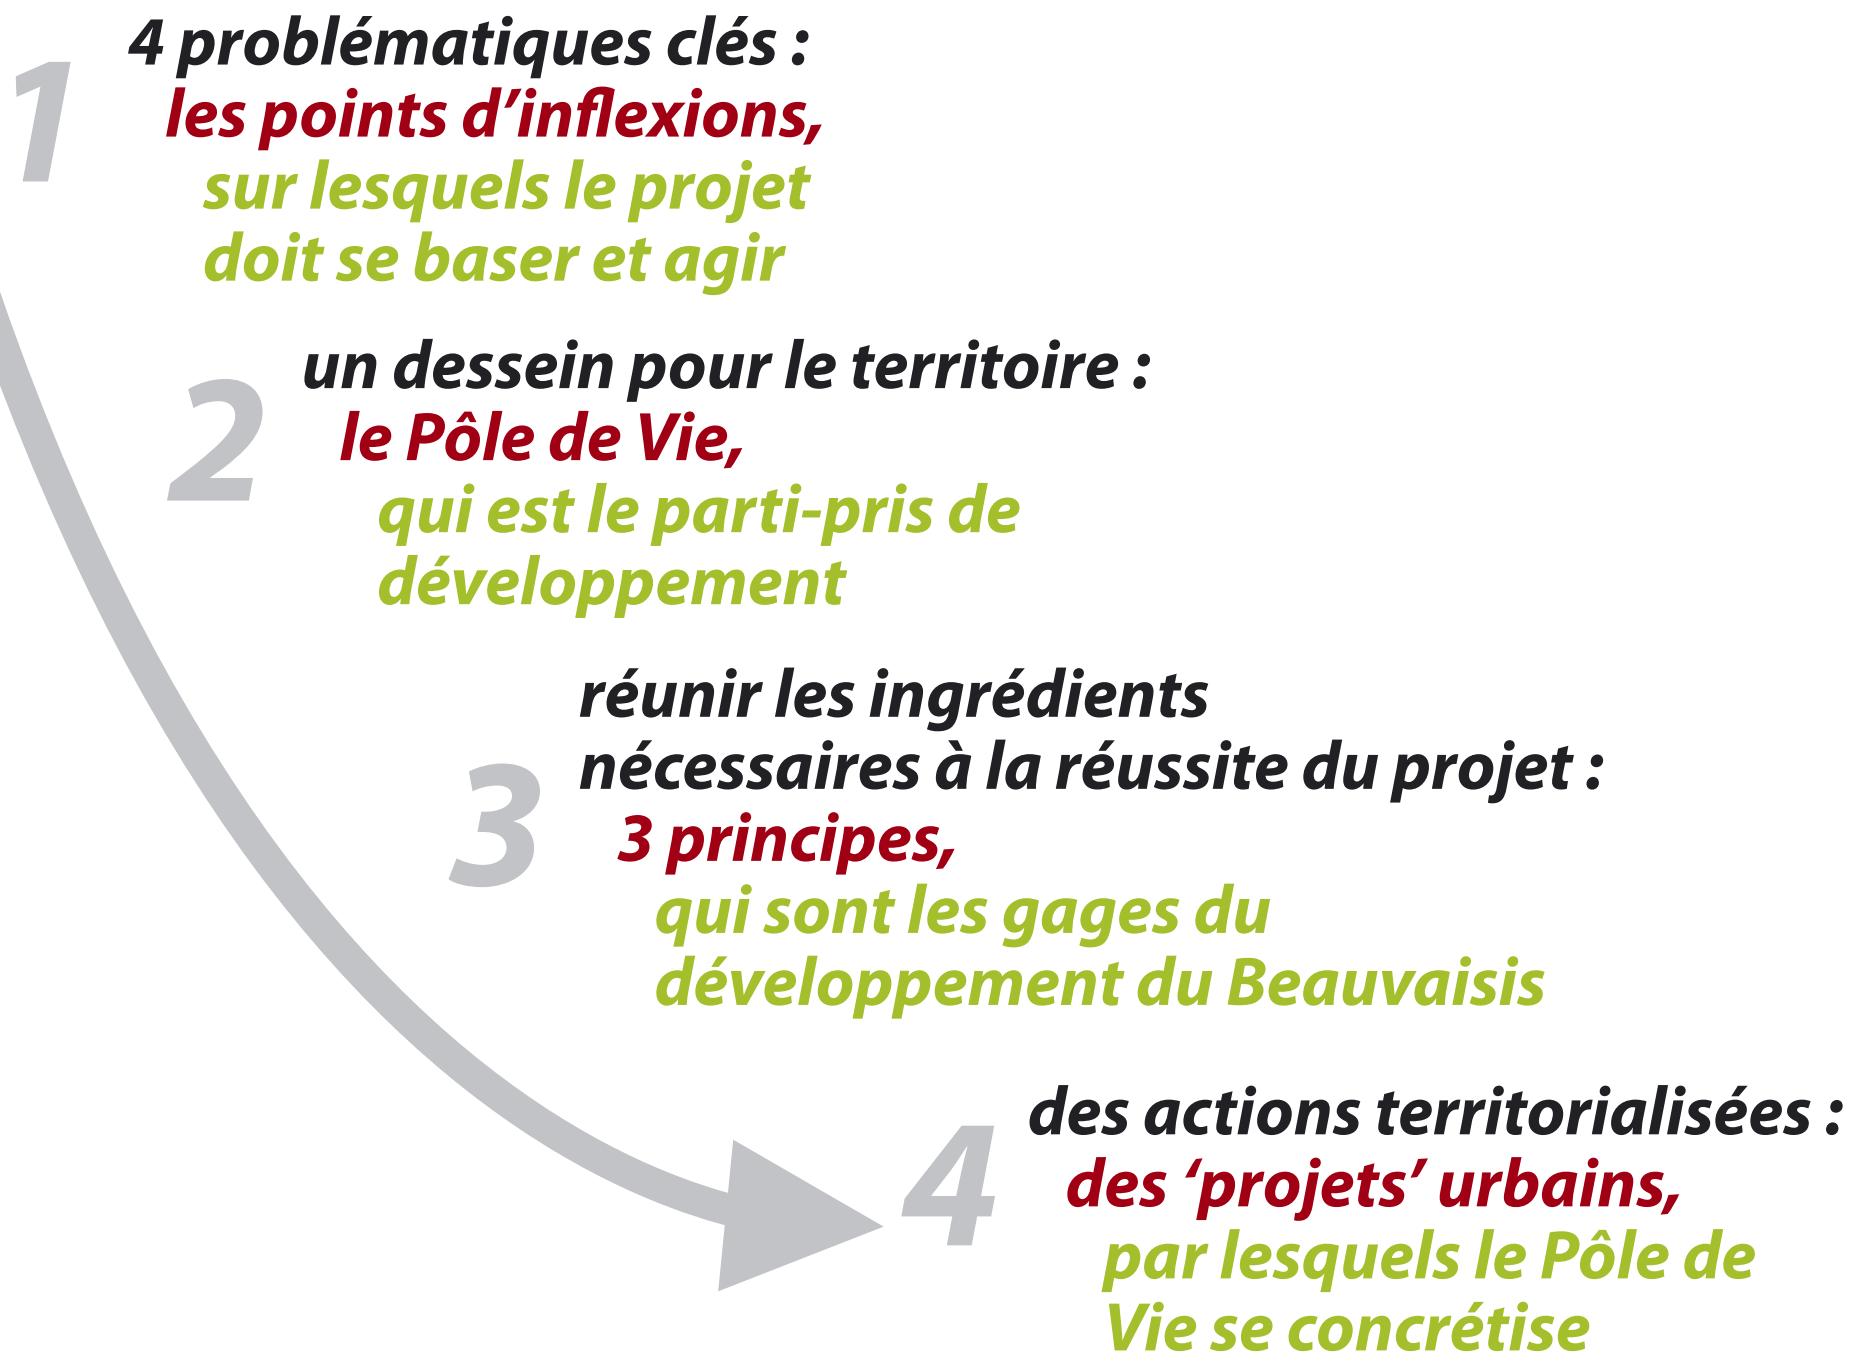 1
4 problématiques clés :
les points d’inflexions,
sur lesquels le projet
doit se baser et agir
2
un dessein pour le territoire :
le Pôle de Vie,
qui est le parti-pris de
développement
3
réunir les ingrédients
nécessaires à la réussite du projet :
3 principes,
qui sont les gages du
développement du Beauvaisis
4
des actions territorialisées :
des ‘projets’ urbains,
par lesquels le Pôle de
Vie se concrétise